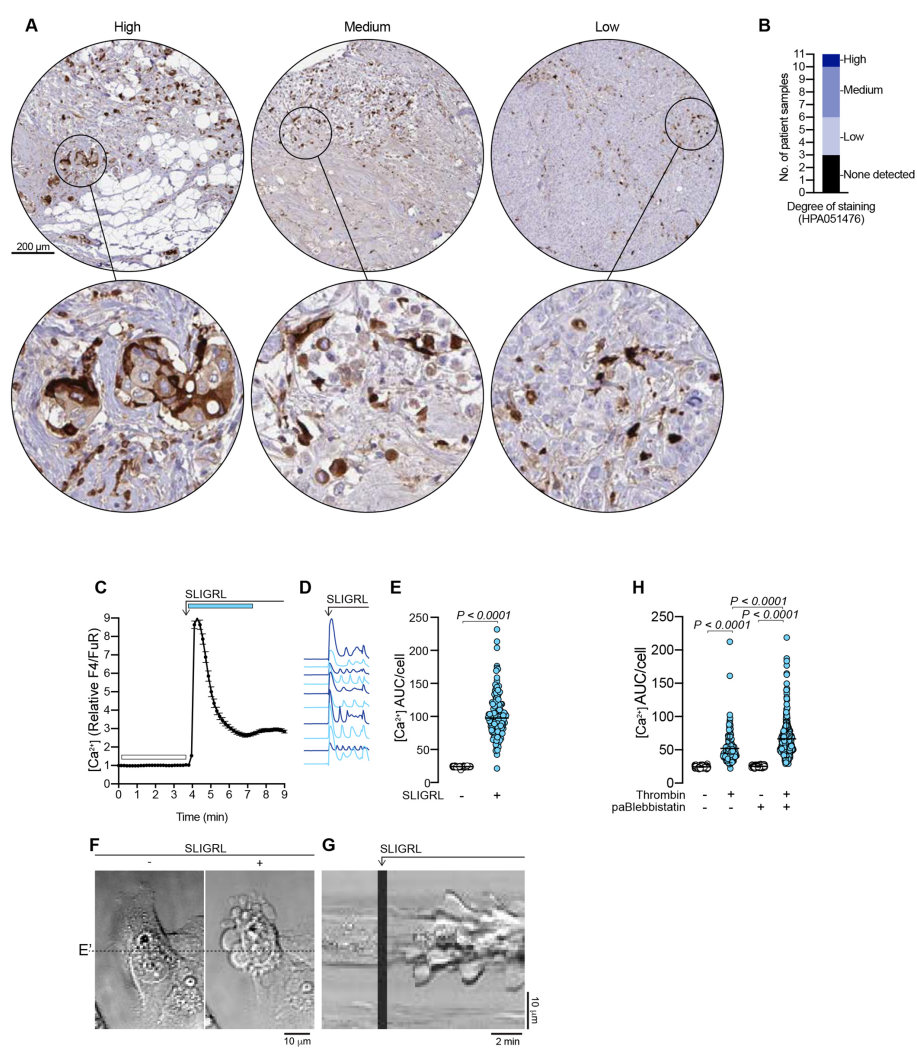 A
High
Medium
Low
200 µm
B
No. of patient samples
11
10
9
8
7
6
5
4
3
2
1
0
High
Medium
Low
None detected
Degree of staining
(HPA051476)
C
SLIGRL
[Ca²⁺] (Relative F4/FuR)
9
8
7
6
5
4
3
2
1
0
0 1 2 3 4 5 6 7 8 9
Time (min)
D
SLIGRL
E
P < 0.0001
[Ca²⁺] AUC/cell
250
200
150
100
50
0
SLIGRL - +
H
P < 0.0001
P < 0.0001
P < 0.0001
[Ca²⁺] AUC/cell
250
200
150
100
50
0
Thrombin - + - +
paBlebbistatin - - + +
F
SLIGRL
- +
E'
10 µm
G
SLIGRL
10 µm
2 min